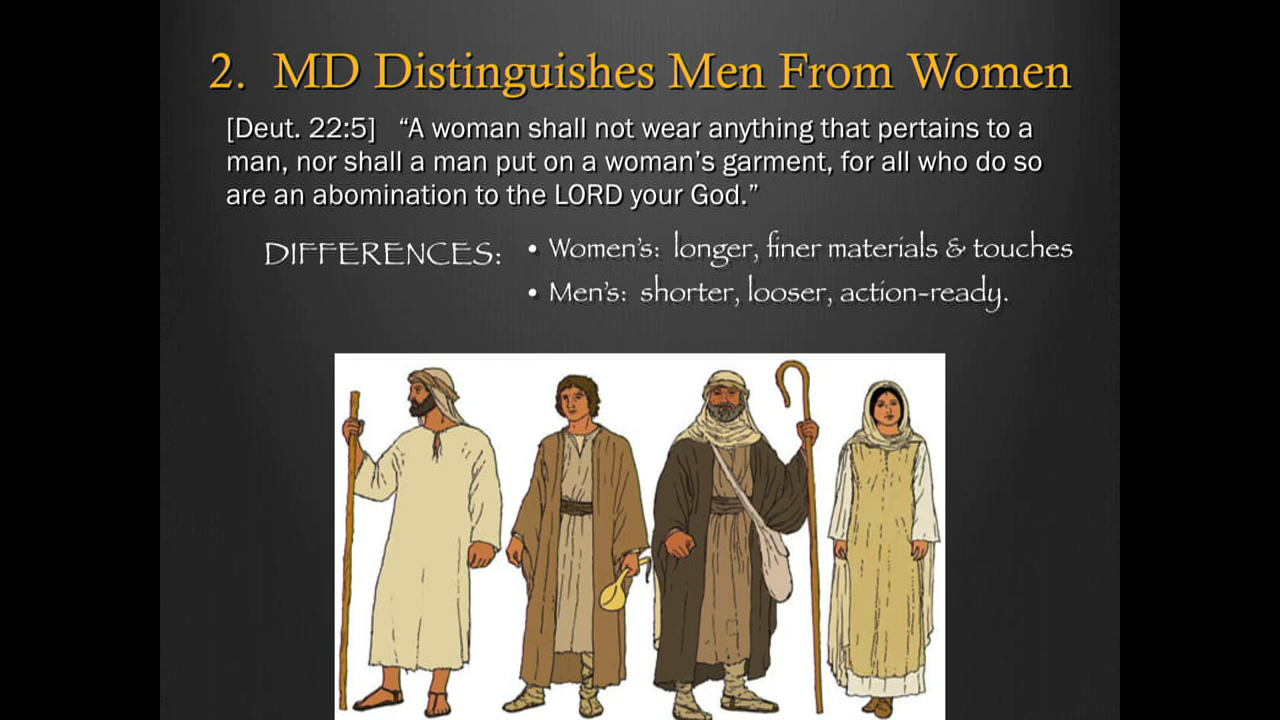 2. MD Distinguishes Men From Women
[Deut. 22:5] “A woman shall not wear anything that pertains to a
man, nor shall a man put on a woman’s garment, for all who do so
are an abomination to the LORD your God.”
DIFFERENCES: • Women’s: longer, finer materials & touches
• Men’s: shorter, looser, action-ready.